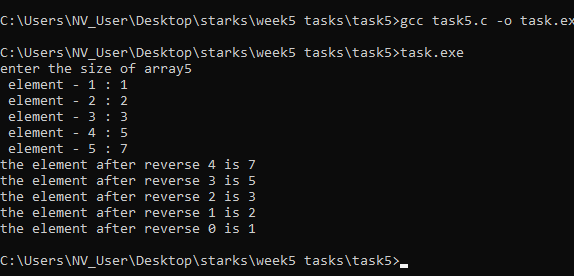 C:\Users\NV_User\Desktop\starks\week5 tasks\task5>gcc task5.c -o task.ex
C:\Users\NV_User\Desktop\starks\week5 tasks\task5>task.exe
enter the size of array5
 element - 1 : 1
 element - 2 : 2
 element - 3 : 3
 element - 4 : 5
 element - 5 : 7
the element after reverse 4 is 7
the element after reverse 3 is 5
the element after reverse 2 is 3
the element after reverse 1 is 2
the element after reverse 0 is 1
C:\Users\NV_User\Desktop\starks\week5 tasks\task5>